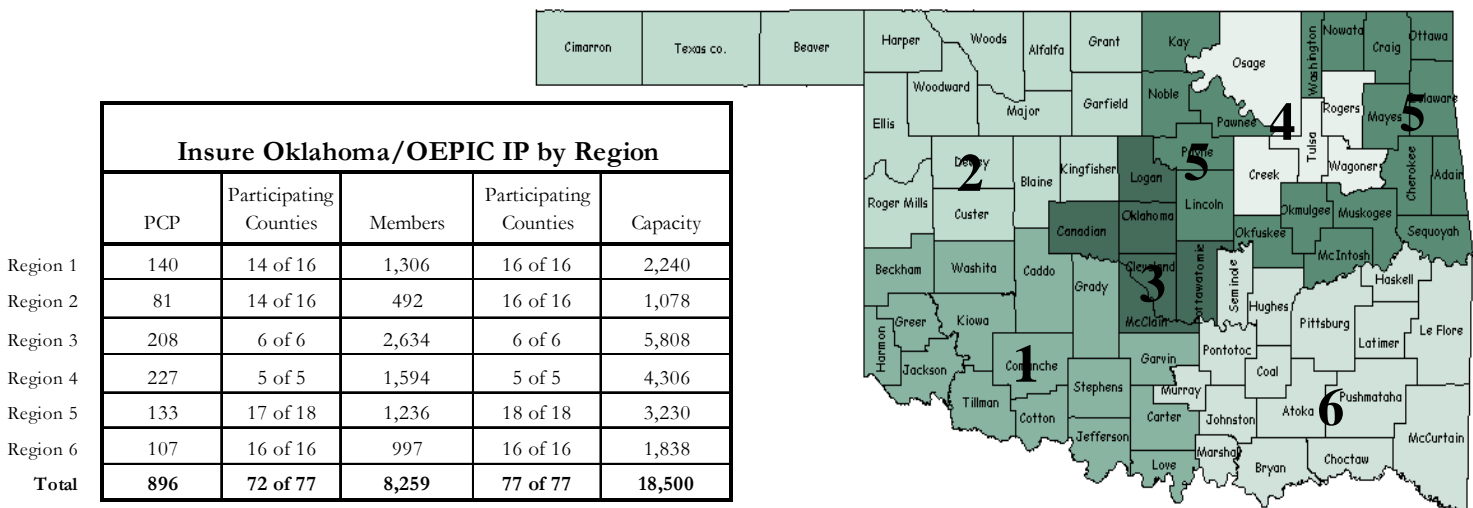 Insure Oklahoma/OEPIC IP by Region
PCP Participating Counties Members Participating Counties Capacity
Region 1 140 14 of 16 1,306 16 of 16 2,240
Region 2 81 14 of 16 492 16 of 16 1,078
Region 3 208 6 of 6 2,634 6 of 6 5,808
Region 4 227 5 of 5 1,594 5 of 5 4,306
Region 5 133 17 of 18 1,236 18 of 18 3,230
Region 6 107 16 of 16 997 16 of 16 1,838
Total 896 72 of 77 8,259 77 of 77 18,500
Cimarron Texas co. Beaver Harper Woods Alfalfa Grant Kay Osage Washington Nowata Craig Ottawa
Ellis Woodward Major Garfield Noble Pawnee 4 Rogers Mayes 5
Roger Mills Dewey 2 Blaine Kingfisher Logan Payne 5 Creek Tulsa Wagoner Cherokee Adair
Custer Canadian Oklahoma Lincoln Okfuskee Okmulgee Muskogee Sequoyah
Beckham Washita Caddo Grady Cleveland 3 Seminole Hughes McIntosh Haskell
Harmon Greer Kiowa McClain Pittsburg Latimer Le Flore
Jackson Comanche 1 Stephens Garvin Pontotoc Coal
Tillman Cotton Murray Carter Johnston Atoka 6 Pushmataha McCurtain
Jefferson Love Bryan Choctaw